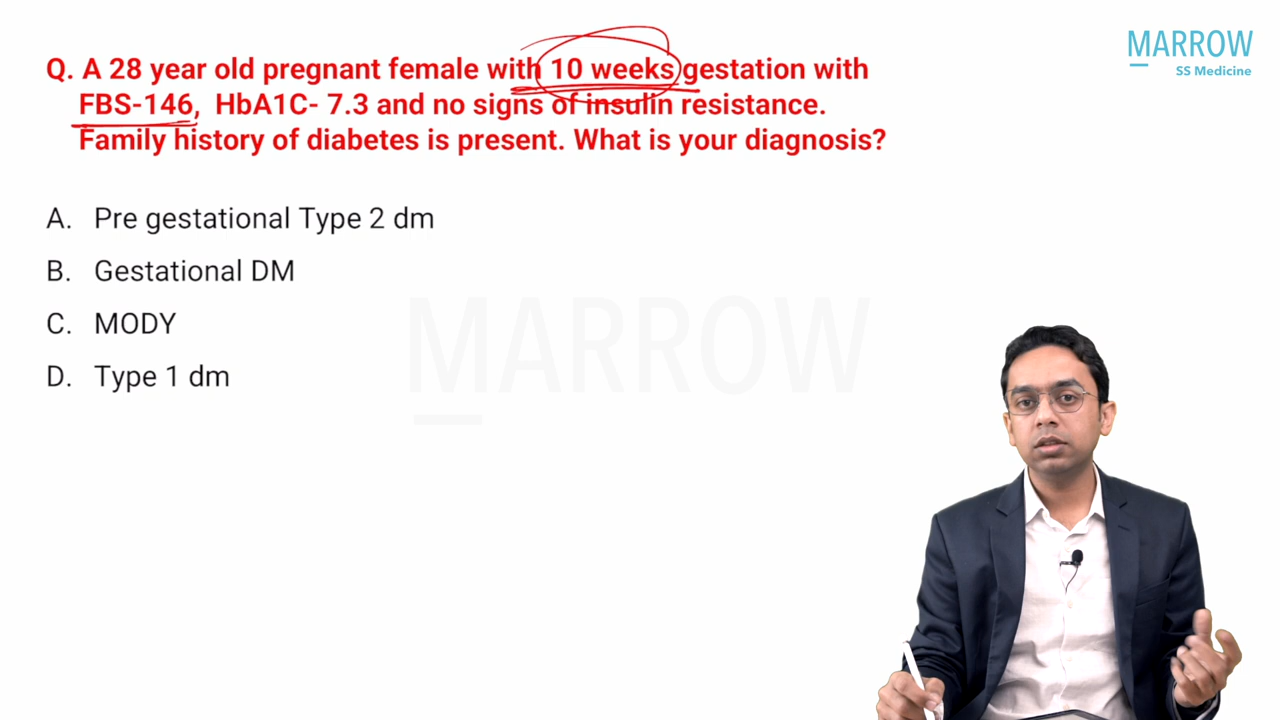 MARROW
SS Medicine
Q. A 28 year old pregnant female with 10 weeks gestation with
FBS-146, HbA1C- 7.3 and no signs of insulin resistance.
Family history of diabetes is present. What is your diagnosis?
A. Pre gestational Type 2 dm
B. Gestational DM
C. MODY
D. Type 1 dm
MARROW